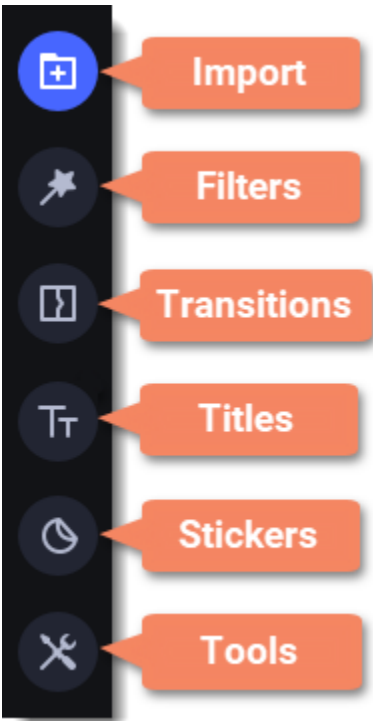 Import
Filters
Transitions
Titles
Stickers
Tools